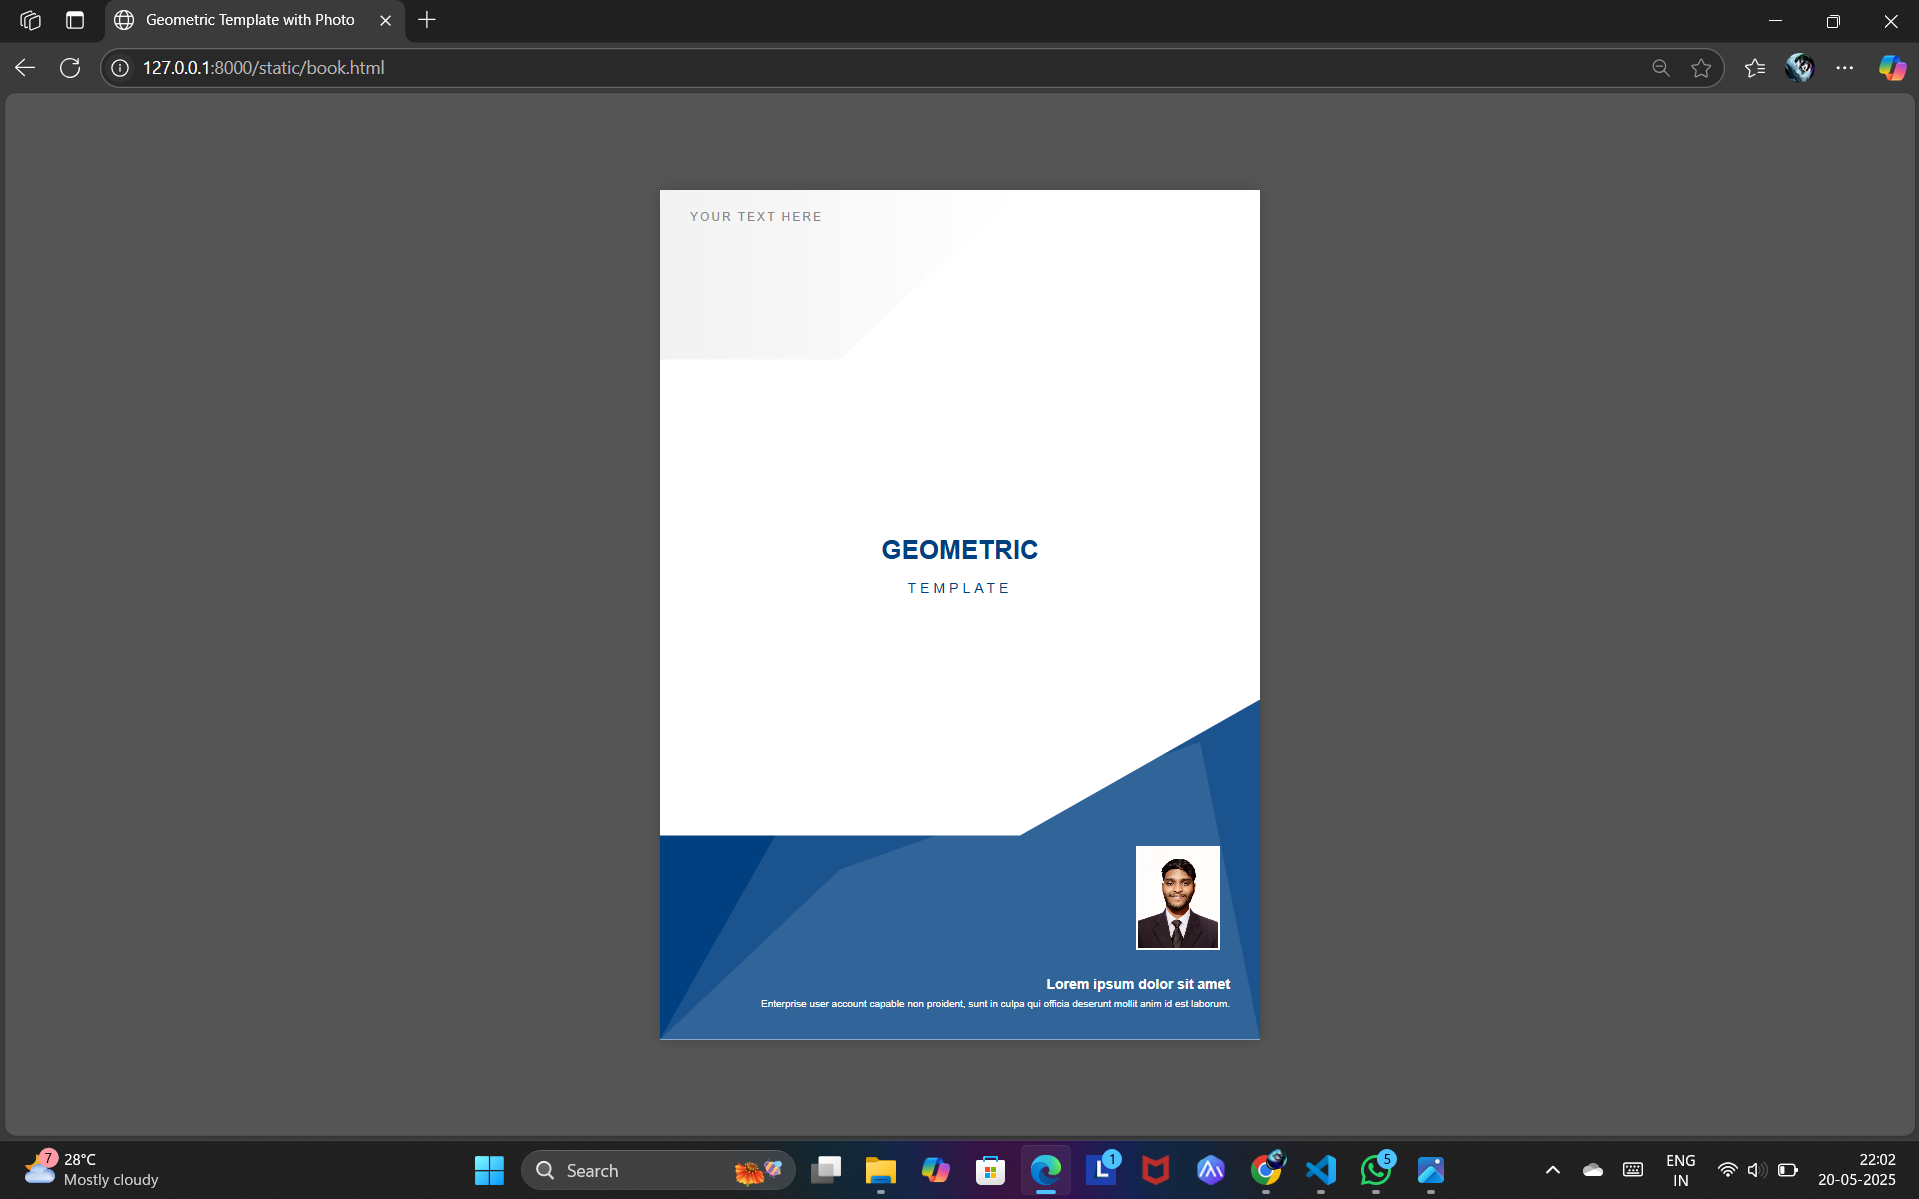 Geometric Template with Photo
127.0.0.1:8000/static/book.html
YOUR TEXT HERE
GEOMETRIC
TEMPLATE
Lorem ipsum dolor sit amet
Enterprise user account capable non proident, sunt in culpa qui officia deserunt mollit anim id est laborum.
7
28°C
Mostly cloudy
Search
L
1
5
ENG
IN
22:02
20-05-2025